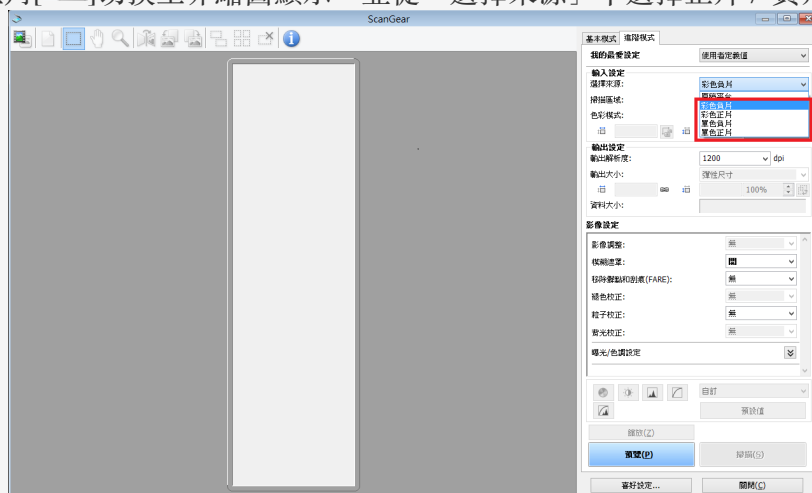 ScanGear
基本模式 進階模式
我的最愛設定 使用者定義值
輸入設定
選擇來源: 彩色負片
掃描區域: 原稿平台
彩色負片
色彩模式: 彩色正片
單色負片
單色正片
輸出設定
輸出解析度: 1200 dpi
輸出大小: 彈性尺寸
100%
資料大小:
影像設定
影像調整: 無
模糊遮罩: 開
移除髒點和刮痕(FARE): 無
褪色校正: 無
粒子校正: 無
背光校正: 無
曝光/色調設定
自訂
預設值
縮放(Z)
預覽(P) 掃描(S)
喜好設定... 關閉(C)